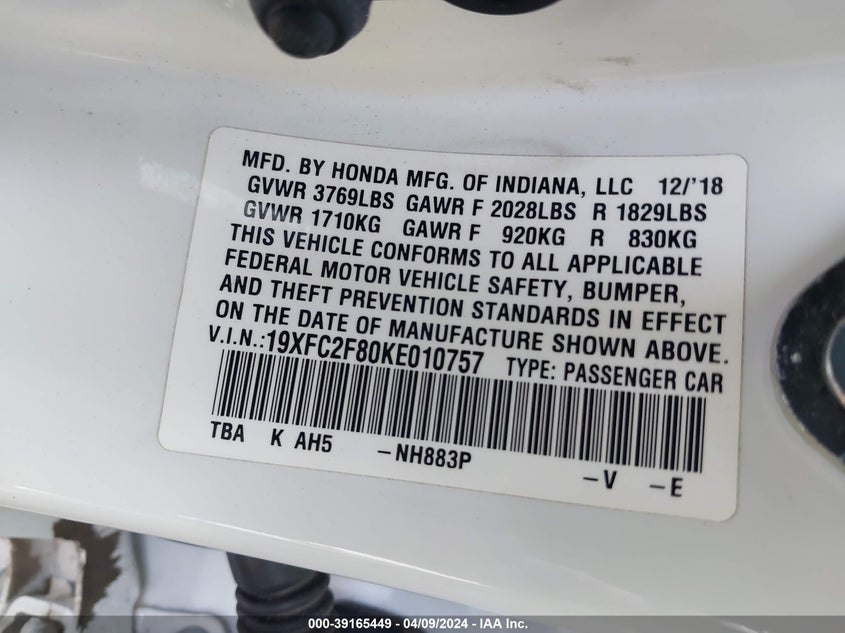 MFD. BY HONDA MFG. OF INDIANA, LLC 12/'18
GVWR 3769LBS GAWR F 2028LBS R 1829LBS
GVWR 1710KG GAWR F 920KG R 830KG
THIS VEHICLE CONFORMS TO ALL APPLICABLE
FEDERAL MOTOR VEHICLE SAFETY, BUMPER,
AND THEFT PREVENTION STANDARDS IN EFFECT
ON THE DATE OF MANUFACTURE SHOWN ABOVE.
V.I.N.:19XFC2F80KE010757 TYPE: PASSENGER CAR
TBA K AH5 -NH883P -V -E
000-39165449 - 04/09/2024 - IAA Inc.